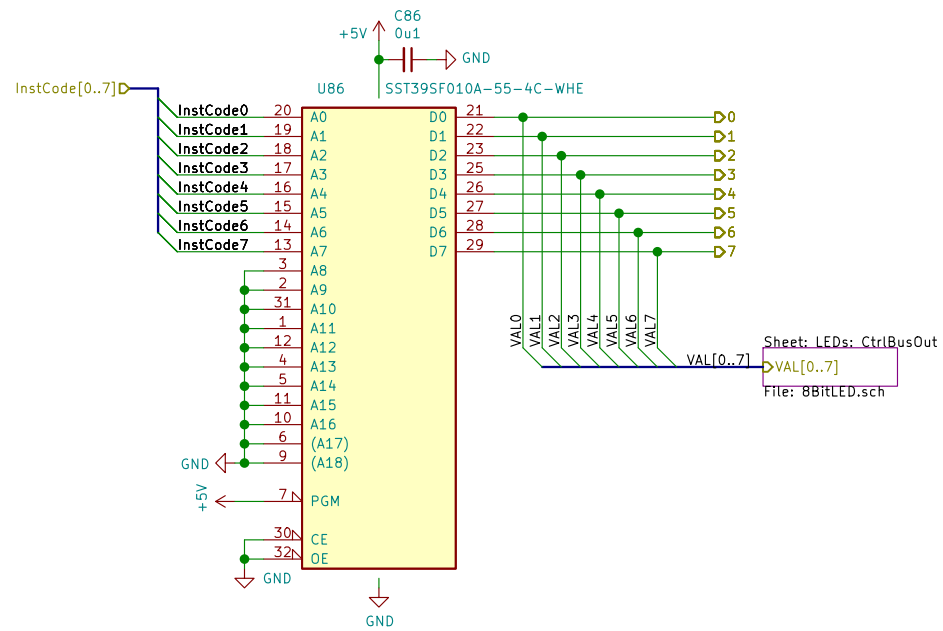 C86
+5V
0u1
GND
InstCode[0..7]
U86
SST39SF010A-55-4C-WHE
InstCode0 20 A0 D0 21 0
InstCode1 19 A1 D1 22 1
InstCode2 18 A2 D2 23 2
InstCode3 17 A3 D3 25 3
InstCode4 16 A4 D4 26 4
InstCode5 15 A5 D5 27 5
InstCode6 14 A6 D6 28 6
InstCode7 13 A7 D7 29 7
3 A8
2 A9
31 A10
1 A11
12 A12
4 A13
5 A14
11 A15
10 A16
6 (A17)
GND 9 (A18)
+5V 7 PGM
30 CE
32 OE
GND
GND
VAL0
VAL1
VAL2
VAL3
VAL4
VAL5
VAL6
VAL7
VAL[0..7]
Sheet: LEDs: CtrlBusOut
VAL[0..7]
File: 8BitLED.sch